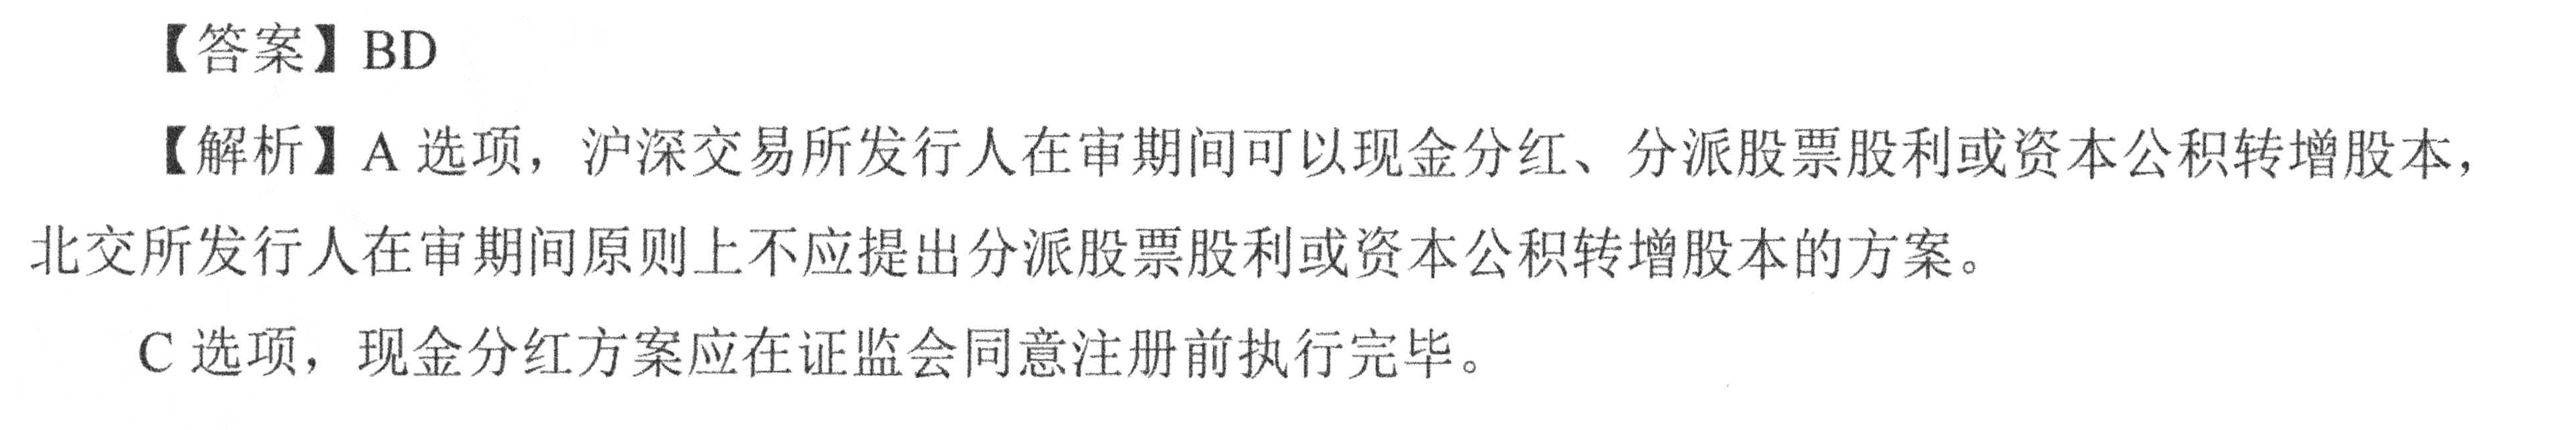 【答案】BD
【解析】A 选项，沪深交易所发行人在审期间可以现金分红、分派股票股利或资本公积转增股本，
北交所发行人在审期间原则上不应提出分派股票股利或资本公积转增股本的方案。
C 选项，现金分红方案应在证监会同意注册前执行完毕。